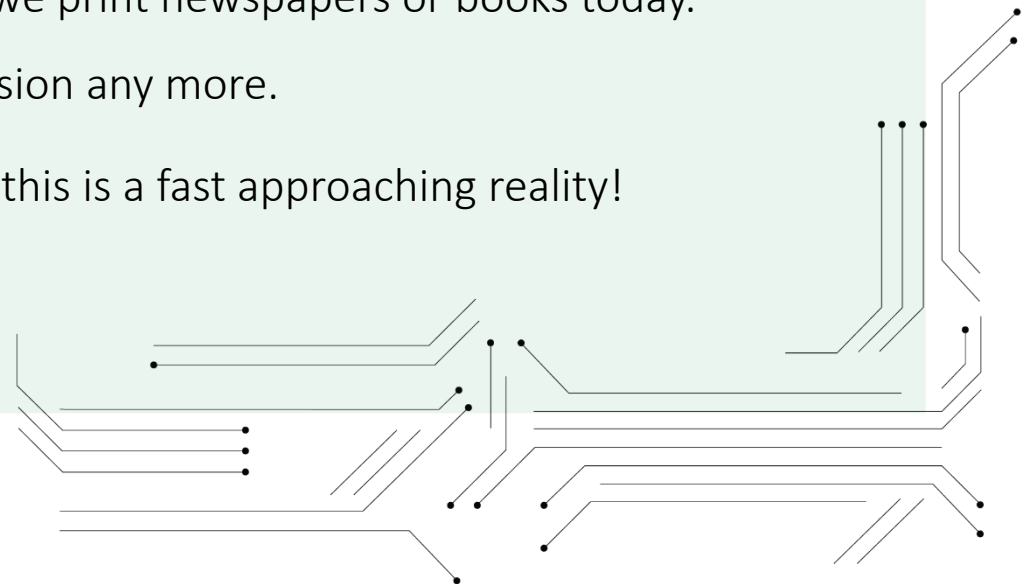 we print newspapers or books today.
sion any more.
this is a fast approaching reality!